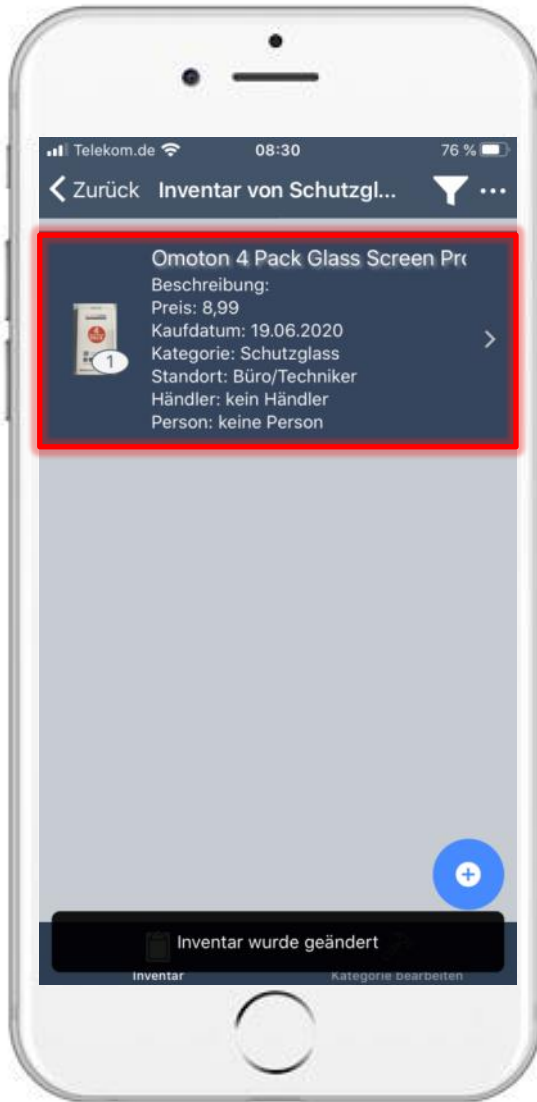 Telekom.de 08:30 76 %
Zurück Inventar von Schutzgl... ...
Omoton 4 Pack Glass Screen Pro
Beschreibung:
Preis: 8,99
Kaufdatum: 19.06.2020
Kategorie: Schutzglass
Standort: Büro/Techniker
Händler: kein Händler
Person: keine Person
1
Inventar wurde geändert
Inventar Kategorie bearbeiten